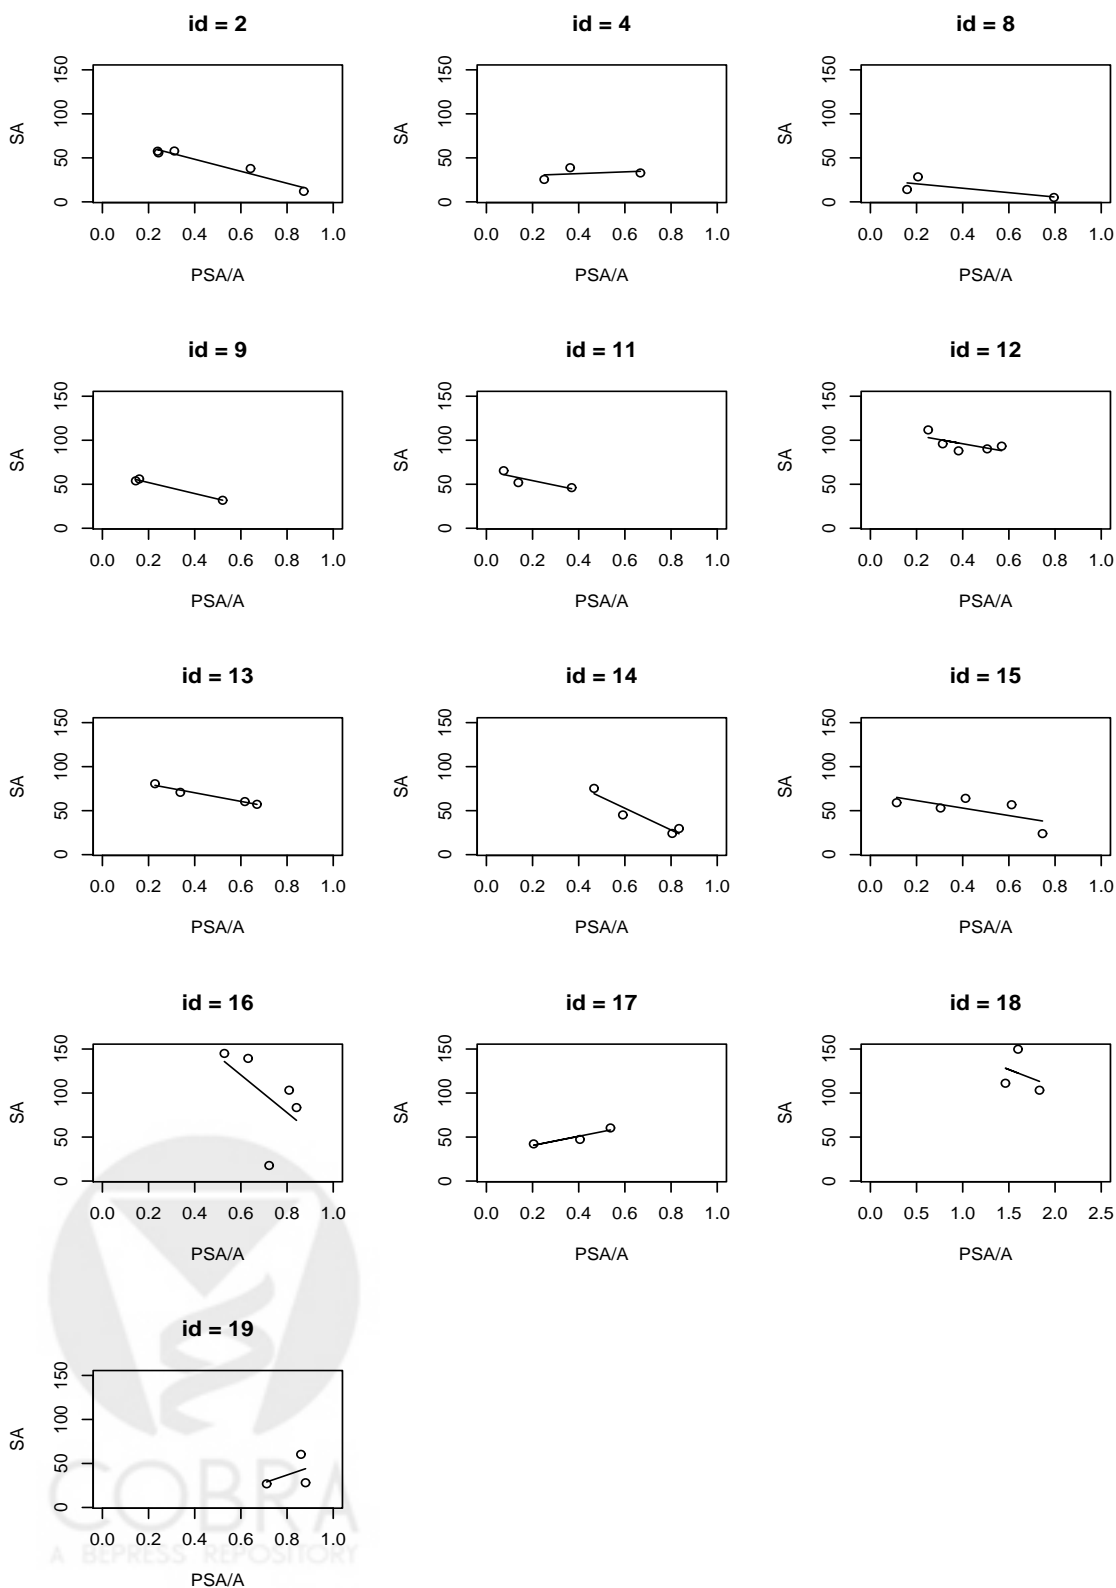 id = 2
id = 4
id = 8
SA
0 50 100 150
0.0 0.2 0.4 0.6 0.8 1.0
PSA/A
SA
0 50 100 150
0.0 0.2 0.4 0.6 0.8 1.0
PSA/A
SA
0 50 100 150
0.0 0.2 0.4 0.6 0.8 1.0
PSA/A
id = 9
id = 11
id = 12
SA
0 50 100 150
0.0 0.2 0.4 0.6 0.8 1.0
PSA/A
SA
0 50 100 150
0.0 0.2 0.4 0.6 0.8 1.0
PSA/A
SA
0 50 100 150
0.0 0.2 0.4 0.6 0.8 1.0
PSA/A
id = 13
id = 14
id = 15
SA
0 50 100 150
0.0 0.2 0.4 0.6 0.8 1.0
PSA/A
SA
0 50 100 150
0.0 0.2 0.4 0.6 0.8 1.0
PSA/A
SA
0 50 100 150
0.0 0.2 0.4 0.6 0.8 1.0
PSA/A
id = 16
id = 17
id = 18
SA
0 50 100 150
0.0 0.2 0.4 0.6 0.8 1.0
PSA/A
SA
0 50 100 150
0.0 0.2 0.4 0.6 0.8 1.0
PSA/A
SA
0 50 100 150
0.0 0.5 1.0 1.5 2.0 2.5
PSA/A
id = 19
SA
0 50 100 150
0.0 0.2 0.4 0.6 0.8 1.0
PSA/A
COBRA
A BEPRESS REPOSITORY